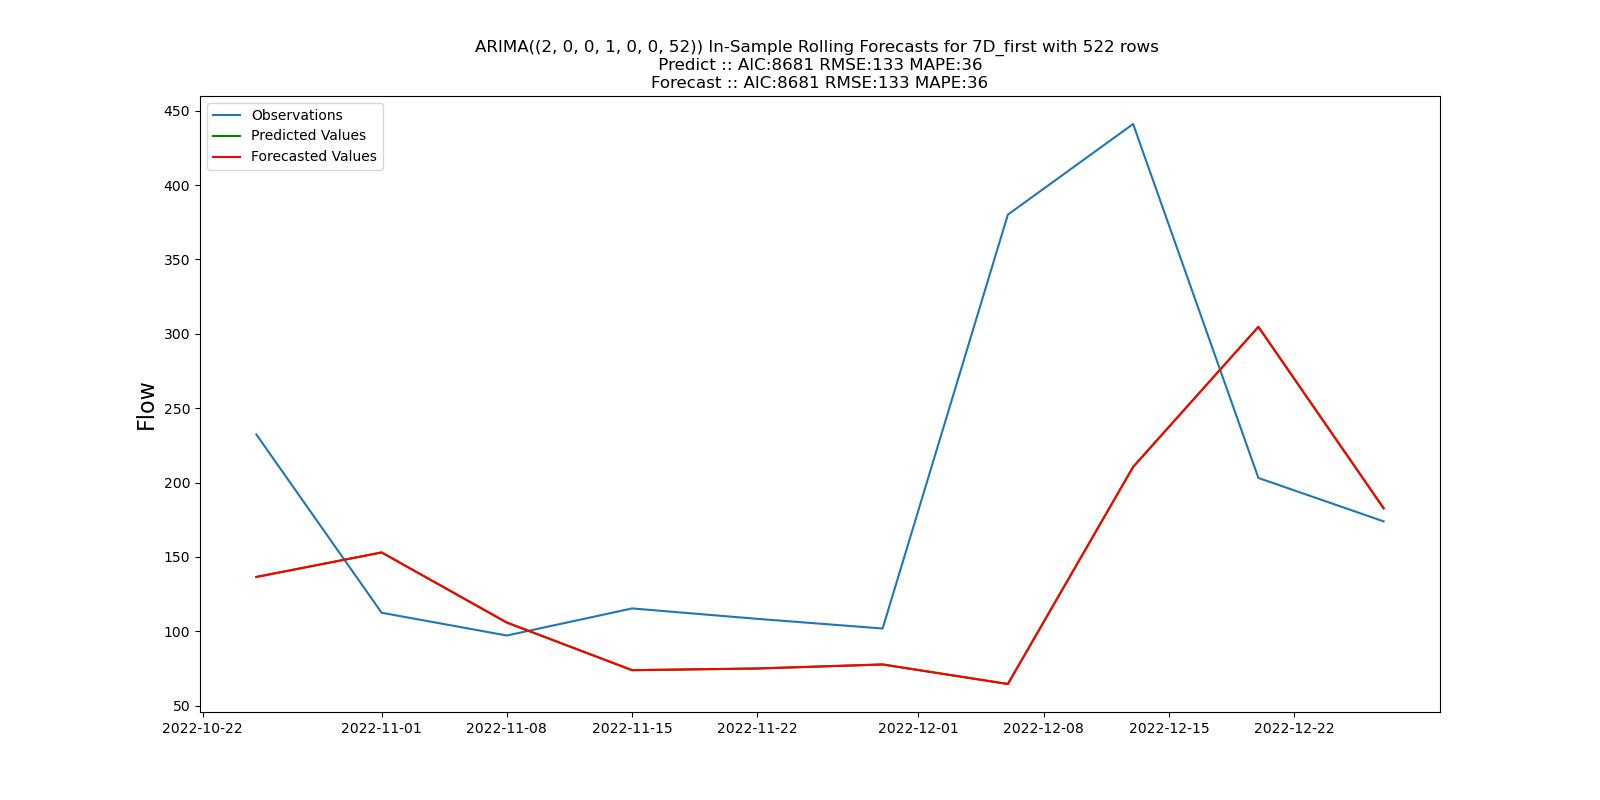 ARIMA((2, 0, 0, 1, 0, 0, 52)) In-Sample Rolling Forecasts for 7D_first with 522 rows
Predict :: AIC:8681 RMSE:133 MAPE:36
Forecast :: AIC:8681 RMSE:133 MAPE:36
Observations
Predicted Values
Forecasted Values
450
400
350
300
250
200
150
100
50
Flow
2022-10-22
2022-11-01
2022-11-08
2022-11-15
2022-11-22
2022-12-01
2022-12-08
2022-12-15
2022-12-22